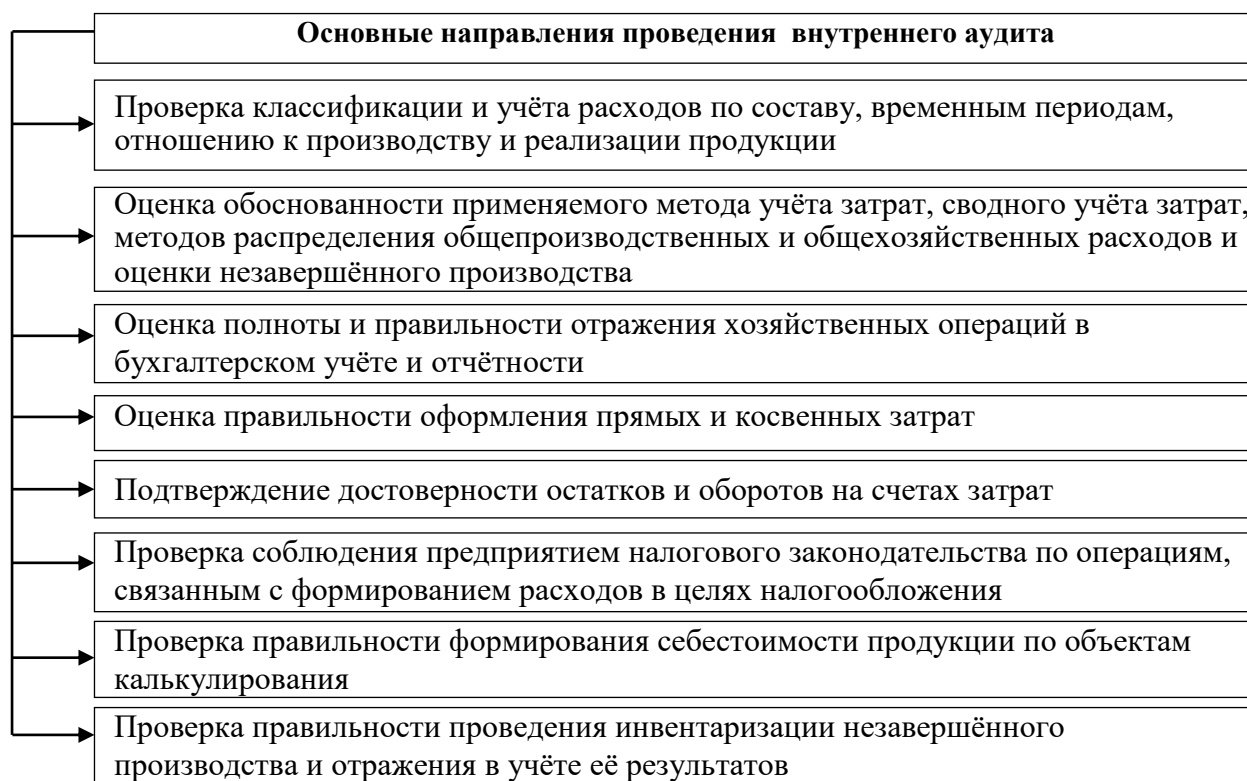 Основные направления проведения внутреннего аудита
Проверка классификации и учёта расходов по составу, временным периодам,
отношению к производству и реализации продукции
Оценка обоснованности применяемого метода учёта затрат, сводного учёта затрат,
методов распределения общепроизводственных и общехозяйственных расходов и
оценки незавершённого производства
Оценка полноты и правильности отражения хозяйственных операций в
бухгалтерском учёте и отчётности
Оценка правильности оформления прямых и косвенных затрат
Подтверждение достоверности остатков и оборотов на счетах затрат
Проверка соблюдения предприятием налогового законодательства по операциям,
связанным с формированием расходов в целях налогообложения
Проверка правильности формирования себестоимости продукции по объектам
калькулирования
Проверка правильности проведения инвентаризации незавершённого
производства и отражения в учёте её результатов